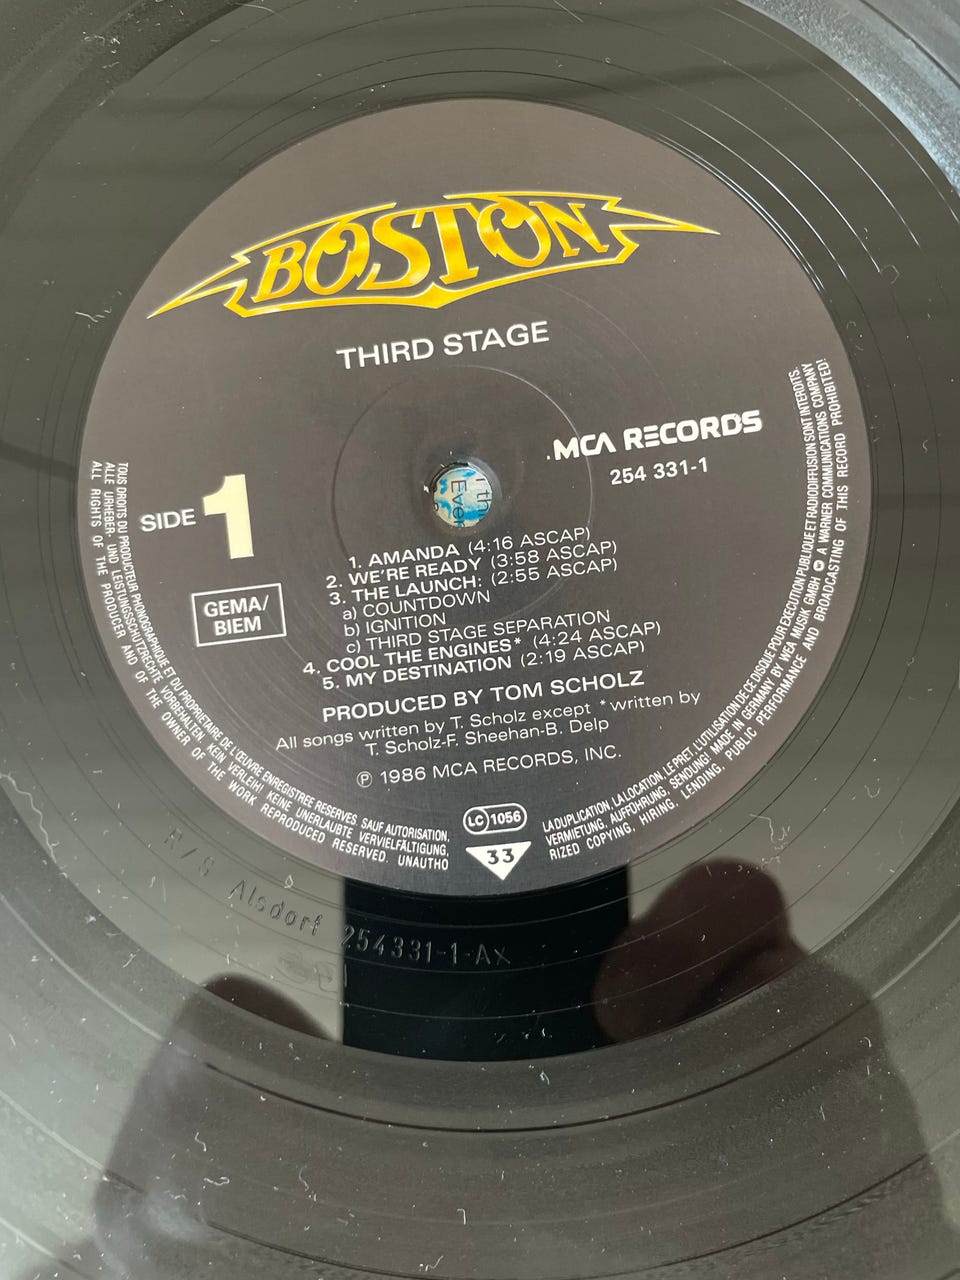 BOSTON
THIRD STAGE
MCA RECORDS
254 331-1
SIDE 1
GEMA/
BIEM
1. AMANDA (4:16 ASCAP)
2. WE'RE READY (3:58 ASCAP)
3. THE LAUNCH: (2:55 ASCAP)
a) COUNTDOWN
b) IGNITION
c) THIRD STAGE SEPARATION
4. COOL THE ENGINES* (4:24 ASCAP)
5. MY DESTINATION (2:19 ASCAP)
PRODUCED BY TOM SCHOLZ
All songs written by T. Scholz except *written by
T. Scholz-F. Sheehan-B. Delp
℗ 1986 MCA RECORDS, INC.
LC 1056
33
TOUS DROITS DU PRODUCTEUR PHONOGRAPHIQUE ET DU PROPRIETAIRE DE L'ŒUVRE ENREGISTREE RESERVES SAUF AUTORISATION,
LA DUPLICATION, LA LOCATION, LE PRET, L'UTILISATION DE CE DISQUE POUR EXECUTION PUBLIQUE ET RADIODIFFUSION SONT INTERDITS.
ALLE URHEBER- UND LEISTUNGSSCHUTZRECHTE VORBEHALTEN. KEIN VERLEIH! KEINE UNERLAUBTE VERVIELFÄLTIGUNG,
VERMIETUNG, AUFFÜHRUNG, SENDUNG! MADE IN GERMANY BY WEA MUSIK GMBH A WARNER COMMUNICATIONS COMPANY
ALL RIGHTS OF THE PRODUCER AND OF THE OWNER OF THE WORK REPRODUCED RESERVED. UNAUTHO
RIZED COPYING, HIRING, LENDING, PUBLIC PERFORMANCE AND BROADCASTING OF THIS RECORD PROHIBITED!
R/S Alsdorf 254331-1-AX
Ever